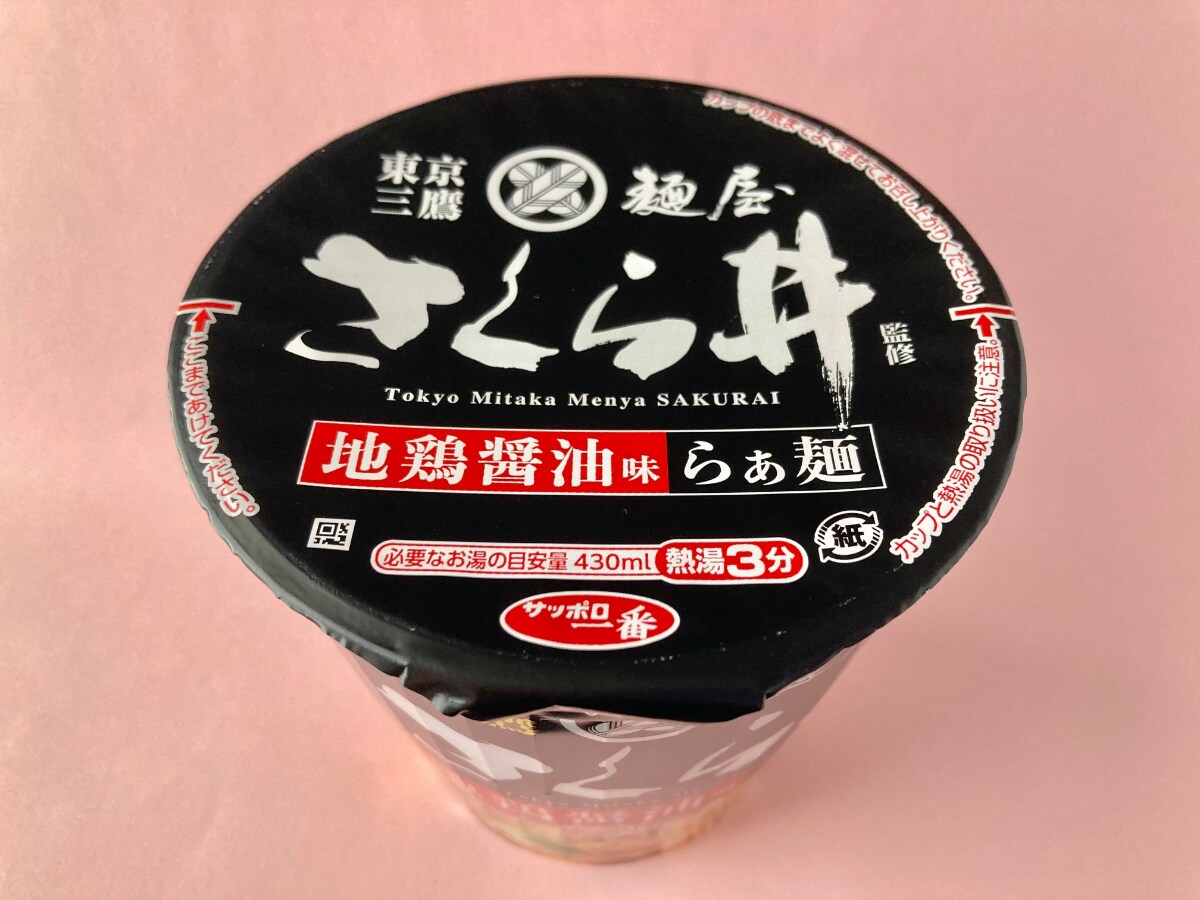 カップの底までよく混ぜてお召し上がりください。
東京
三鷹
麺屋
さくら井
監修
Tokyo Mitaka Menya SAKURAI
地鶏醤油味 らぁ麺
ここまであけてください。
カップと熱湯の取り扱いに注意。
紙
必要なお湯の目安量 430ml 熱湯3分
サッポロ一番
さくら